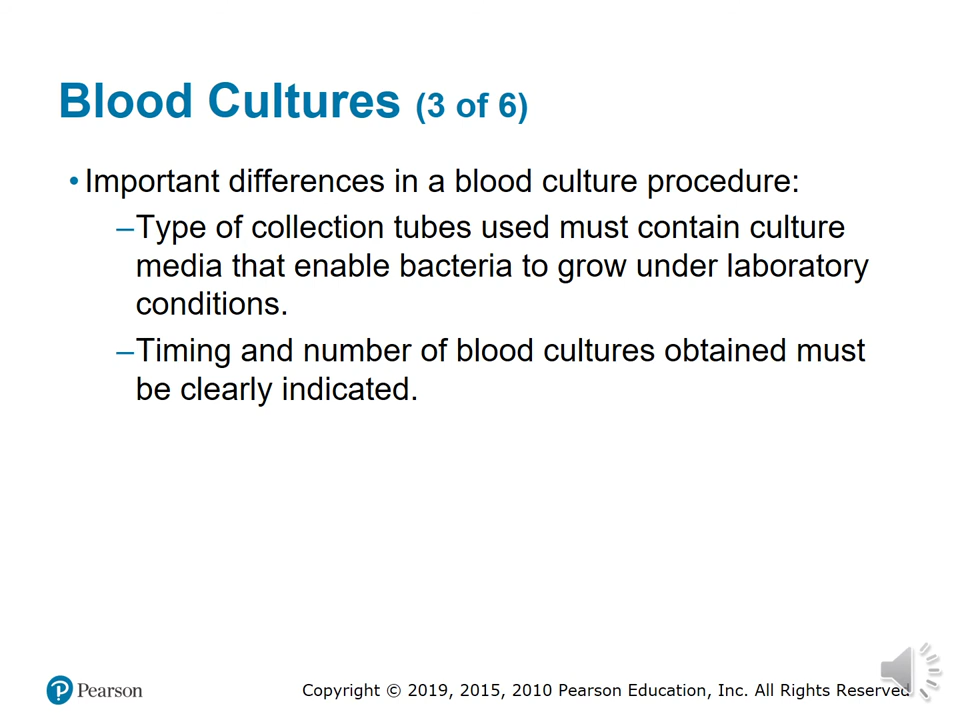 Blood Cultures (3 of 6)
• Important differences in a blood culture procedure:
–Type of collection tubes used must contain culture
media that enable bacteria to grow under laboratory
conditions.
–Timing and number of blood cultures obtained must
be clearly indicated.
Pearson
Copyright © 2019, 2015, 2010 Pearson Education, Inc. All Rights Reserved